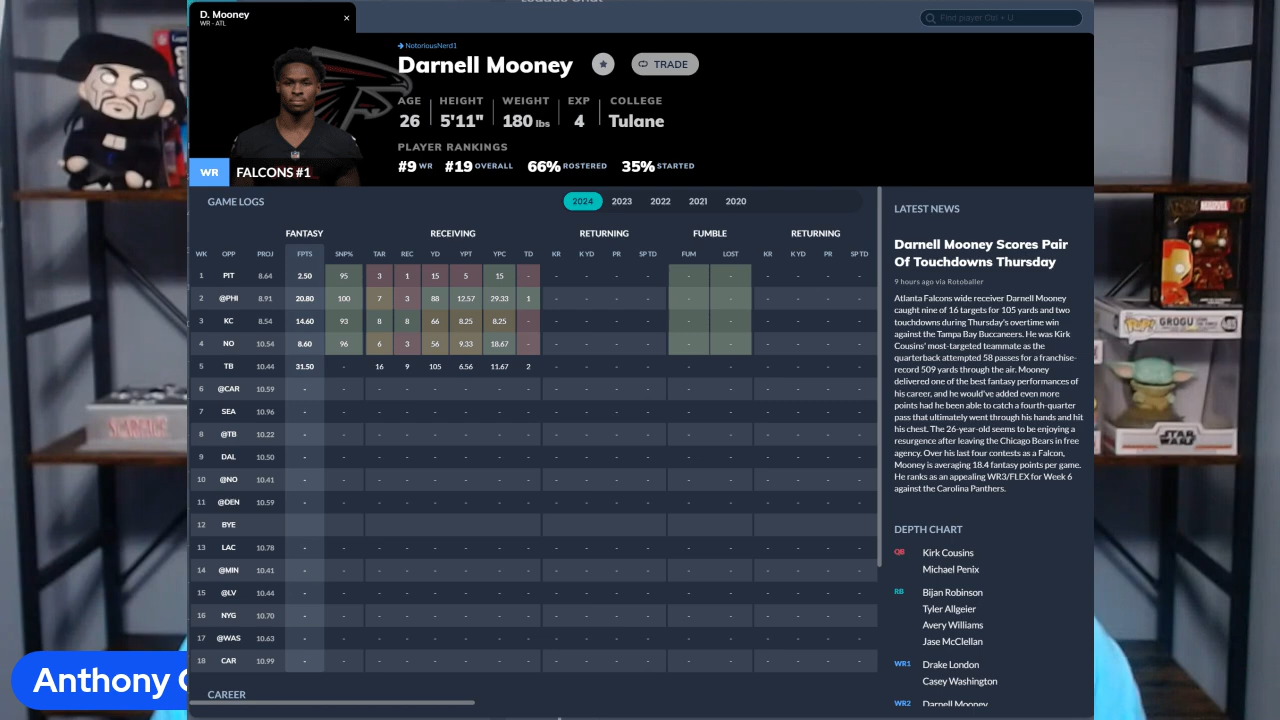 D. Mooney
WR - ATL
×
Find player Ctrl + U
NotoriousNerd1
Darnell Mooney
TRADE
AGE HEIGHT WEIGHT EXP COLLEGE
26 5'11" 180 lbs 4 Tulane
PLAYER RANKINGS
#9 WR #19 OVERALL 66% ROSTERED 35% STARTED
WR FALCONS #1
GAME LOGS
2024 2023 2022 2021 2020
FANTASY RECEIVING RETURNING FUMBLE RETURNING
WK OPP PROJ FPTS SNP% TAR REC YD YPT YPC TD KR K YD PR SP TD FUM LOST KR K YD PR SP TD
1 PIT 8.64 2.50 95 3 1 15 5 15 - - - - - - - - - - -
2 @PHI 8.91 20.80 100 7 3 88 12.57 29.33 1 - - - - - - - - - -
3 KC 8.54 14.60 93 8 8 66 8.25 8.25 - - - - - - - - - - -
4 NO 10.54 8.60 96 6 3 56 9.33 18.67 - - - - - - - - - - -
5 TB 10.44 31.50 - 16 9 105 6.56 11.67 2 - - - - - - - - - -
6 @CAR 10.59 - - - - - - - - - - - - - - - - - -
7 SEA 10.96 - - - - - - - - - - - - - - - - - -
8 @TB 10.22 - - - - - - - - - - - - - - - - - -
9 DAL 10.50 - - - - - - - - - - - - - - - - - -
10 @NO 10.41 - - - - - - - - - - - - - - - - - -
11 @DEN 10.59 - - - - - - - - - - - - - - - - - -
12 BYE
13 LAC 10.78 - - - - - - - - - - - - - - - - - -
14 @MIN 10.41 - - - - - - - - - - - - - - - - - -
15 @LV 10.44 - - - - - - - - - - - - - - - - - -
16 NYG 10.70 - - - - - - - - - - - - - - - - - -
17 @WAS 10.63 - - - - - - - - - - - - - - - - - -
18 CAR 10.99 - - - - - - - - - - - - - - - - - -
CAREER
LATEST NEWS
Darnell Mooney Scores Pair
Of Touchdowns Thursday
9 hours ago via Rotoballer
Atlanta Falcons wide receiver Darnell Mooney
caught nine of 16 targets for 105 yards and two
touchdowns during Thursday's overtime win
against the Tampa Bay Buccaneers. He was Kirk
Cousins' most-targeted teammate as the
quarterback attempted 58 passes for a franchise-
record 509 yards through the air. Mooney
delivered one of the best fantasy performances of
his career, and he would've added even more
points had he been able to catch a fourth-quarter
pass that ultimately went through his hands and hit
his chest. The 26-year-old seems to be enjoying a
resurgence after leaving the Chicago Bears in free
agency. Over his last four contests as a Falcon,
Mooney is averaging 18.4 fantasy points per game.
He ranks as an appealing WR3/FLEX for Week 6
against the Carolina Panthers.
DEPTH CHART
QB Kirk Cousins
Michael Penix
RB Bijan Robinson
Tyler Allgeier
Avery Williams
Jase McClellan
WR1 Drake London
Casey Washington
WR2 Darnell Mooney
Anthony
MARVEL
POP!
GROGU
STAR
WARS